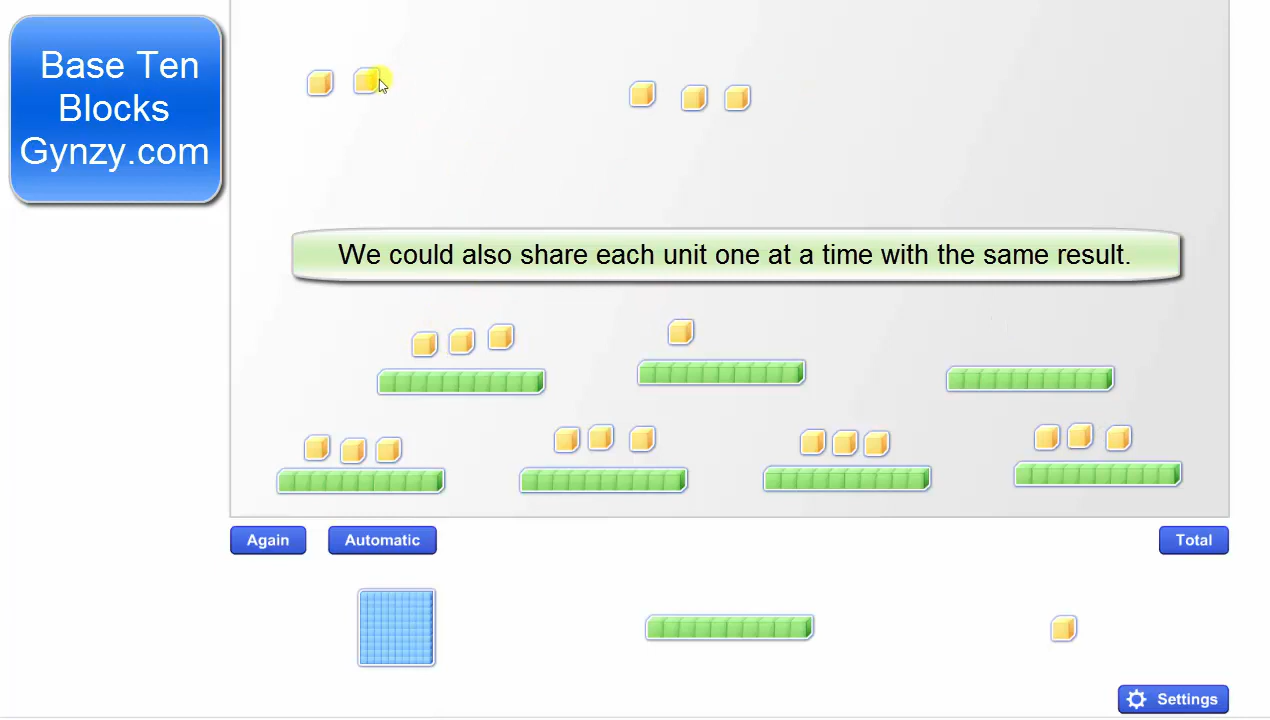 Base Ten
Blocks
Gynzy.com
We could also share each unit one at a time with the same result.
Again
Automatic
Total
Settings